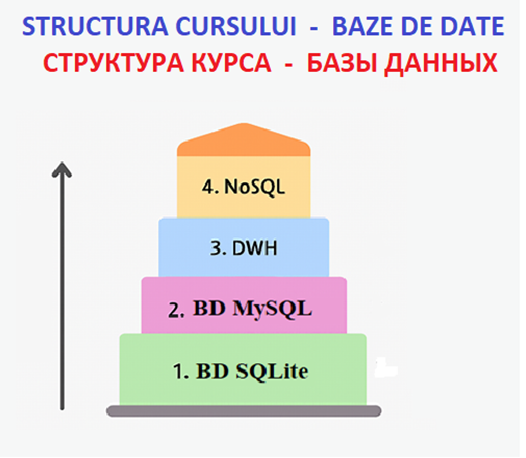 STRUCTURA CURSULUI - BAZE DE DATE
СТРУКТУРА КУРСА - БАЗЫ ДАННЫХ
4. NoSQL
3. DWH
2. BD MySQL
1. BD SQLite